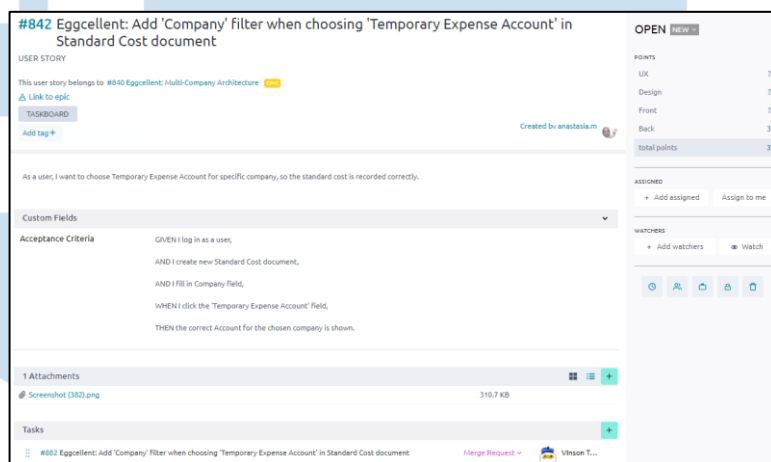 #842 Eggcellent: Add 'Company' filter when choosing 'Temporary Expense Account' in
Standard Cost document
USER STORY
This user story belongs to #840 Eggcellent: Multi-Company Architecture EPIC
Link to epic
TASKBOARD
Add tag +
Created by anastasia.m
As a user, I want to choose Temporary Expense Account for specific company, so the standard cost is recorded correctly.
Custom Fields
Acceptance Criteria
GIVEN I log in as a user,
AND I create new Standard Cost document,
AND I fill in Company field,
WHEN I click the 'Temporary Expense Account' field,
THEN the correct Account for the chosen company is shown.
1 Attachments
Screenshot (382).png 310.7 KB
Tasks
#882 Eggcellent: Add 'Company' filter when choosing 'Temporary Expense Account' in Standard Cost document Merge Request Vinson T...
OPEN NEW
POINTS
UX ?
Design ?
Front ?
Back 3
total points 3
ASSIGNED
+ Add assigned Assign to me
WATCHERS
+ Add watchers Watch